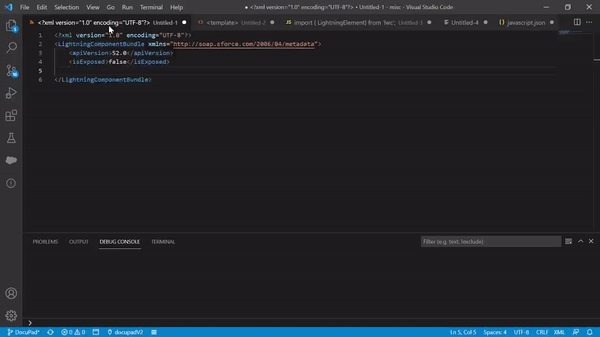 File Edit Selection View Go Run Terminal Help
• <?xml version="1.0" encoding="UTF-8"?> • Untitled-1 - misc - Visual Studio Code
<?xml version="1.0" encoding="UTF-8"?> Untitled-1 ●
<template> Untitled-2 ●
import { LightningElement} from 'lwc'; Untitled-3 ●
Untitled-4 ●
javascript.json
1 <?xml version="1.0" encoding="UTF-8"?>
2 <LightningComponentBundle xmlns="http://soap.sforce.com/2006/04/metadata">
3 <apiVersion>52.0</apiVersion>
4 <isExposed>false</isExposed>
5
6 </LightningComponentBundle>
PROBLEMS OUTPUT DEBUG CONSOLE TERMINAL
Filter (e.g. text, !exclude)
DocuPad* 0 0 docupadV2
Ln 5, Col 5 Spaces: 4 UTF-8 CRLF XML